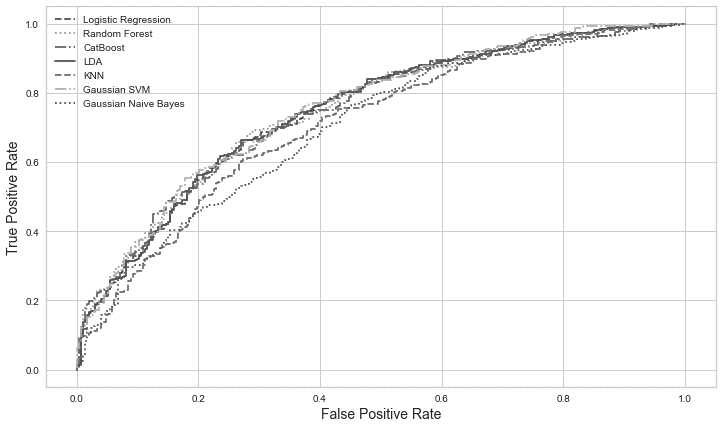 Logistic Regression
Random Forest
CatBoost
LDA
KNN
Gaussian SVM
Gaussian Naive Bayes
True Positive Rate
1.0
0.8
0.6
0.4
0.2
0.0
0.0 0.2 0.4 0.6 0.8 1.0
False Positive Rate